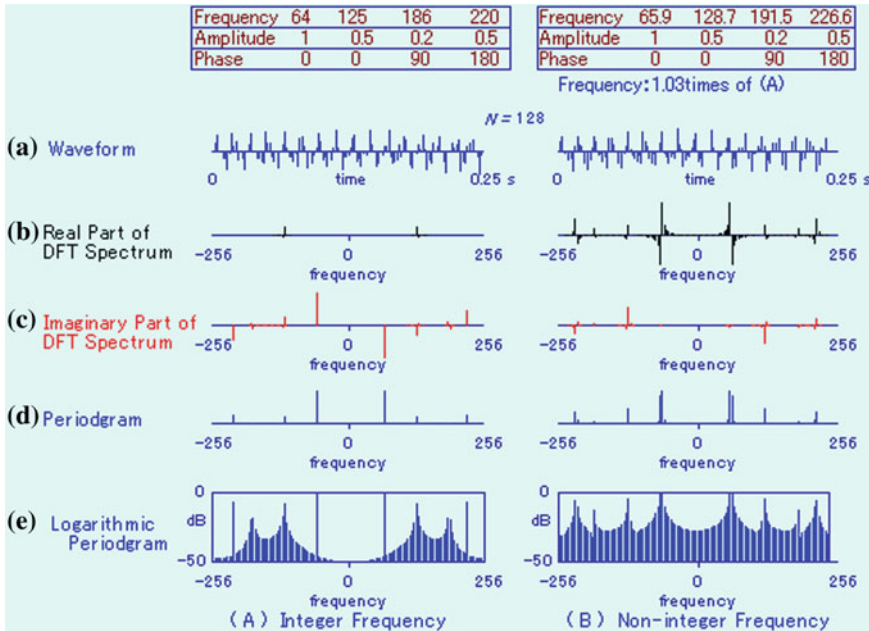 Frequency 64 125 186 220
Amplitude 1 0.5 0.2 0.5
Phase 0 0 90 180
Frequency 65.9 128.7 191.5 226.6
Amplitude 1 0.5 0.2 0.5
Phase 0 0 90 180
Frequency:1.03times of (A)
N = 128
(a) Waveform
0 time 0.25 s
0 time 0.25 s
(b) Real Part of
DFT Spectrum
-256 0 256
frequency
-256 0 256
frequency
(c) Imaginary Part of
DFT Spectrum
-256 0 256
frequency
-256 0 256
frequency
(d) Periodgram
-256 0 256
frequency
-256 0 256
frequency
(e) Logarithmic
Periodgram
0
dB
-50
-256 0 256
frequency
0
dB
-50
-256 0 256
frequency
(A) Integer Frequency
(B) Non-integer Frequency